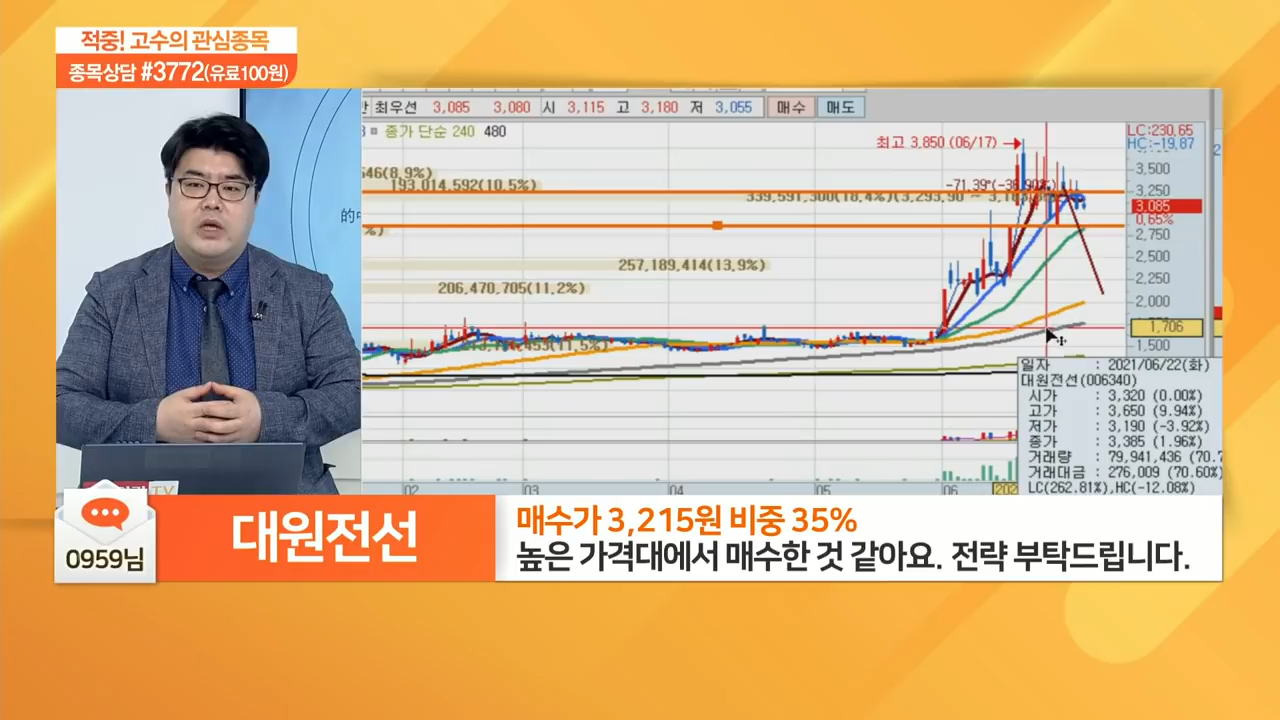 적중! 고수의 관심종목
종목상담 #3772(유료100원)
최우선 3,085 3,080 시 3,115 고 3,180 저 3,055 매수 매도
종가 단순 240 480
546(8.9%)
193,014,592(10.5%)
최고 3,850 (06/17)
LC:230.65
HC:-19.87
3,500
3,250
3,085
0.65%
2,750
2,500
2,250
2,000
1,706
1,500
257,189,414(13.9%)
206,470,705(11.2%)
02 03 04 05 06
일자 : 2021/06/22(화)
대원전선(006340)
시가 : 3,320 (0.00%)
고가 : 3,650 (9.94%)
저가 : 3,190 (-3.92%)
종가 : 3,385 (1.96%)
거래량 : 79,941,436 (70.7
거래대금 : 276,009 (70.60%)
LC(262.81%),HC(-12.08%)
0959님
대원전선
매수가 3,215원 비중 35%
높은 가격대에서 매수한 것 같아요. 전략 부탁드립니다.